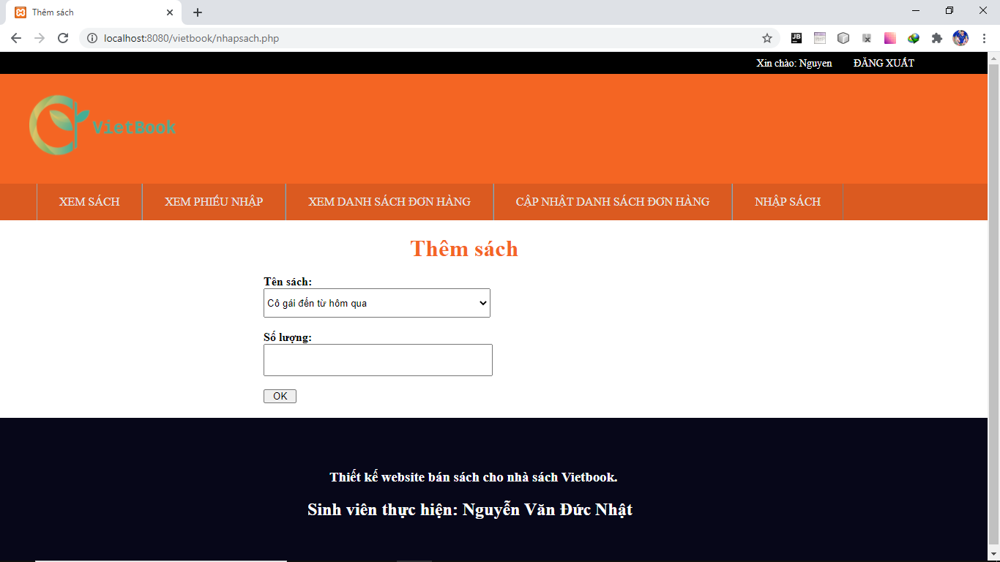 Thêm sách
localhost:8080/vietbook/nhapsach.php
Xin chào: Nguyen ĐĂNG XUẤT
VietBook
XEM SÁCH XEM PHIẾU NHẬP XEM DANH SÁCH ĐƠN HÀNG CẬP NHẬT DANH SÁCH ĐƠN HÀNG NHẬP SÁCH
Thêm sách
Tên sách:
Cô gái đến từ hôm qua
Số lượng:
OK
Thiết kế website bán sách cho nhà sách Vietbook.
Sinh viên thực hiện: Nguyễn Văn Đức Nhật